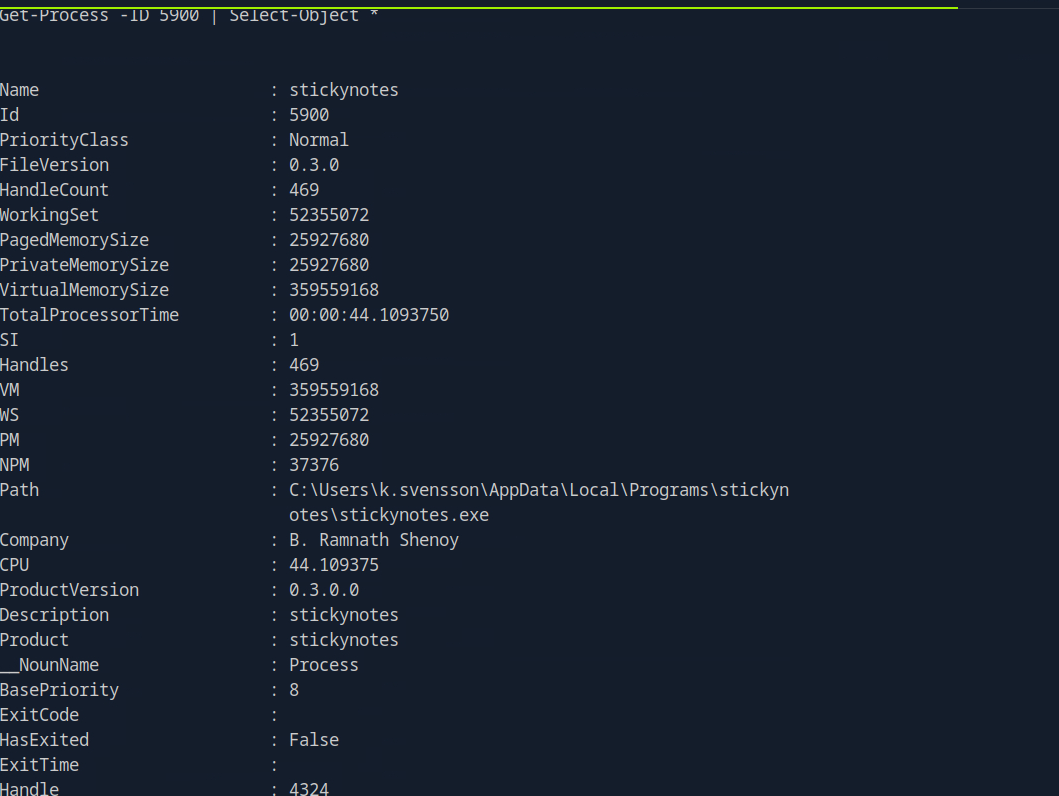 Get-Process -ID 5900 | Select-Object *
Name : stickynotes
Id : 5900
PriorityClass : Normal
FileVersion : 0.3.0
HandleCount : 469
WorkingSet : 52355072
PagedMemorySize : 25927680
PrivateMemorySize : 25927680
VirtualMemorySize : 359559168
TotalProcessorTime : 00:00:44.1093750
SI : 1
Handles : 469
VM : 359559168
WS : 52355072
PM : 25927680
NPM : 37376
Path : C:\Users\k.svensson\AppData\Local\Programs\stickyn
otes\stickynotes.exe
Company : B. Ramnath Shenoy
CPU : 44.109375
ProductVersion : 0.3.0.0
Description : stickynotes
Product : stickynotes
__NounName : Process
BasePriority : 8
ExitCode :
HasExited : False
ExitTime :
Handle : 4324